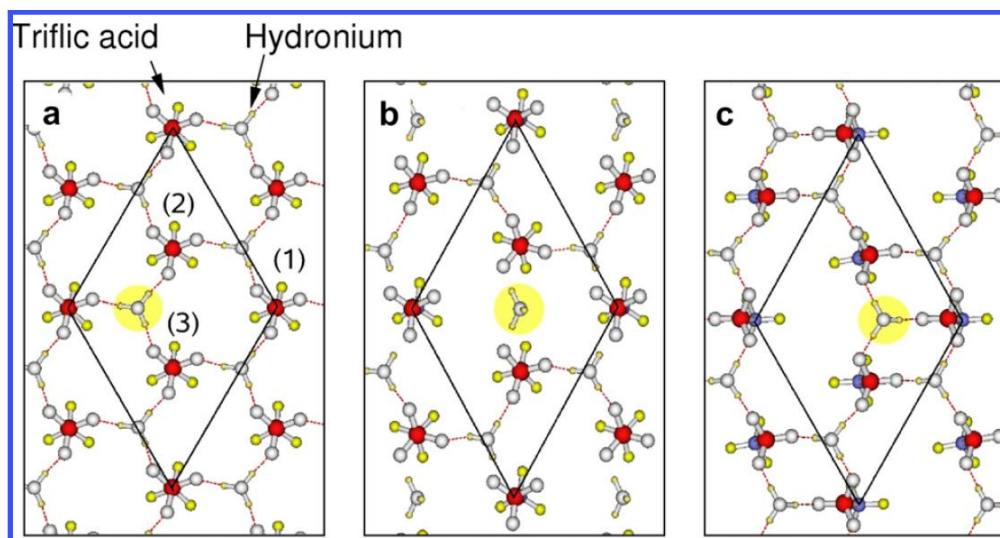 Triflic acid Hydronium
a b c
(2)
(1)
(3)